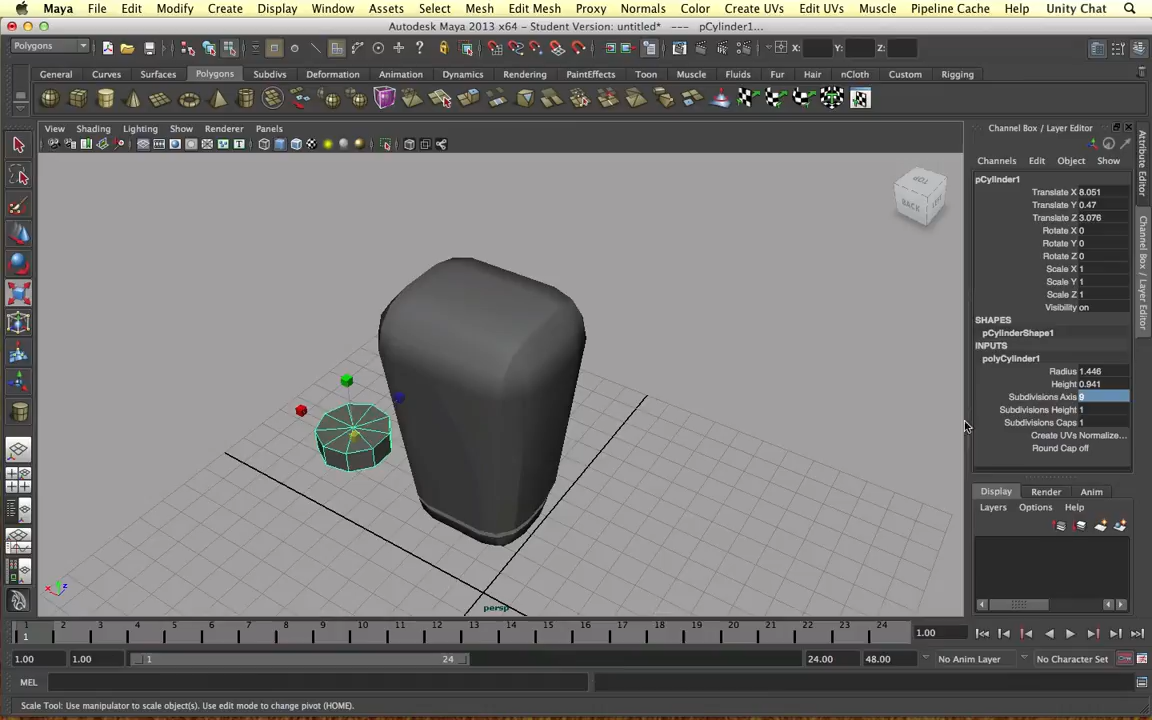 Maya File Edit Modify Create Display Window Assets Select Mesh Edit Mesh Proxy Normals Color Create UVs Edit UVs Muscle Pipeline Cache Help Unity Chat
Autodesk Maya 2013 x64 - Student Version: untitled* --- pCylinder1...
Polygons X: Y: Z:
General Curves Surfaces Polygons Subdivs Deformation Animation Dynamics Rendering PaintEffects Toon Muscle Fluids Fur Hair nCloth Custom Rigging
View Shading Lighting Show Renderer Panels
Channel Box / Layer Editor
Channels Edit Object Show
pCylinder1
Translate X 8.051
Translate Y 0.47
Translate Z 3.076
Rotate X 0
Rotate Y 0
Rotate Z 0
Scale X 1
Scale Y 1
Scale Z 1
Visibility on
SHAPES
pCylinderShape1
INPUTS
polyCylinder1
Radius 1.446
Height 0.941
Subdivisions Axis 9
Subdivisions Height 1
Subdivisions Caps 1
Create UVs Normalize...
Round Cap off
Attribute Editor
Channel Box / Layer Editor
TOP
BACK
Display Render Anim
Layers Options Help
persp
1 2 3 4 5 6 7 8 9 10 11 12 13 14 15 16 17 18 19 20 21 22 23 24
1 1.00
1.00 1.00 1 24 24.00 48.00 No Anim Layer No Character Set
MEL
Scale Tool: Use manipulator to scale object(s). Use edit mode to change pivot (HOME).